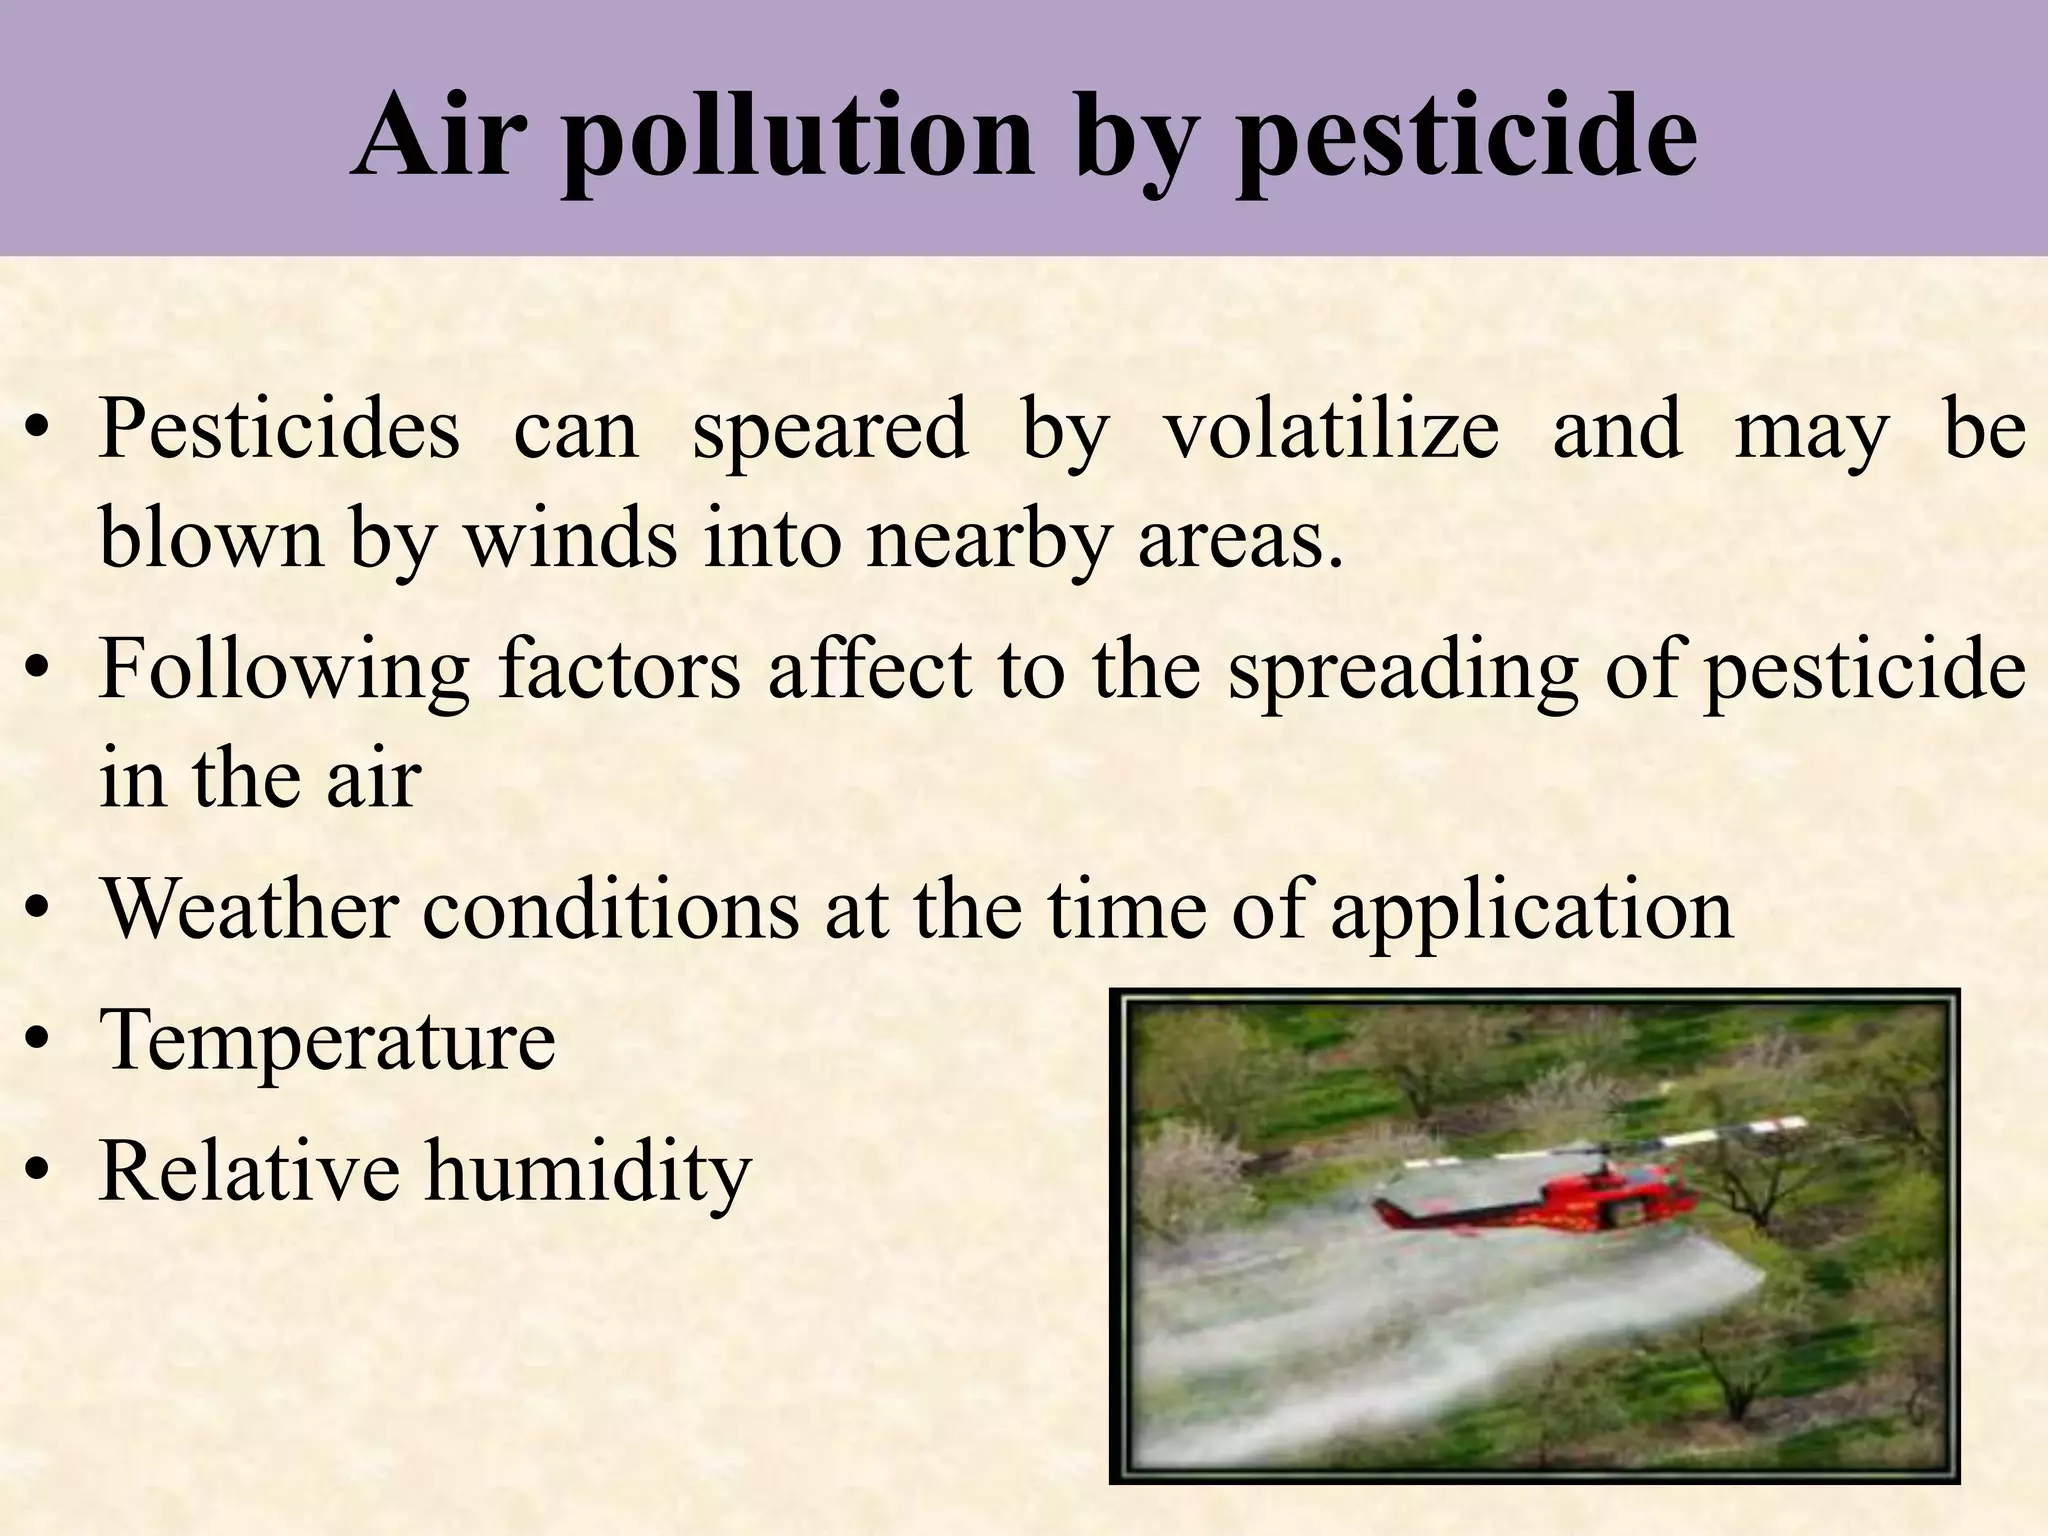 Air pollution by pesticide
• Pesticides can speared by volatilize and may be
blown by winds into nearby areas.
• Following factors affect to the spreading of pesticide
in the air
• Weather conditions at the time of application
• Temperature
• Relative humidity